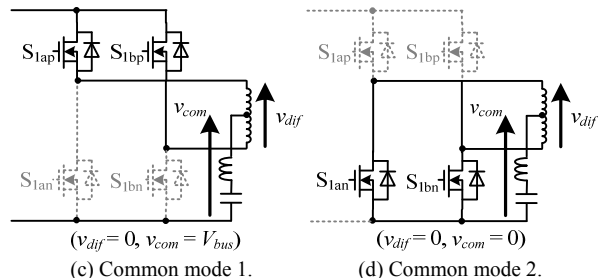 S1ap S1bp
vcom vdif
S1an S1bn
(vdif = 0, vcom = Vbus)
(c) Common mode 1.
S1ap S1bp
vcom vdif
S1an S1bn
(vdif = 0, vcom = 0)
(d) Common mode 2.